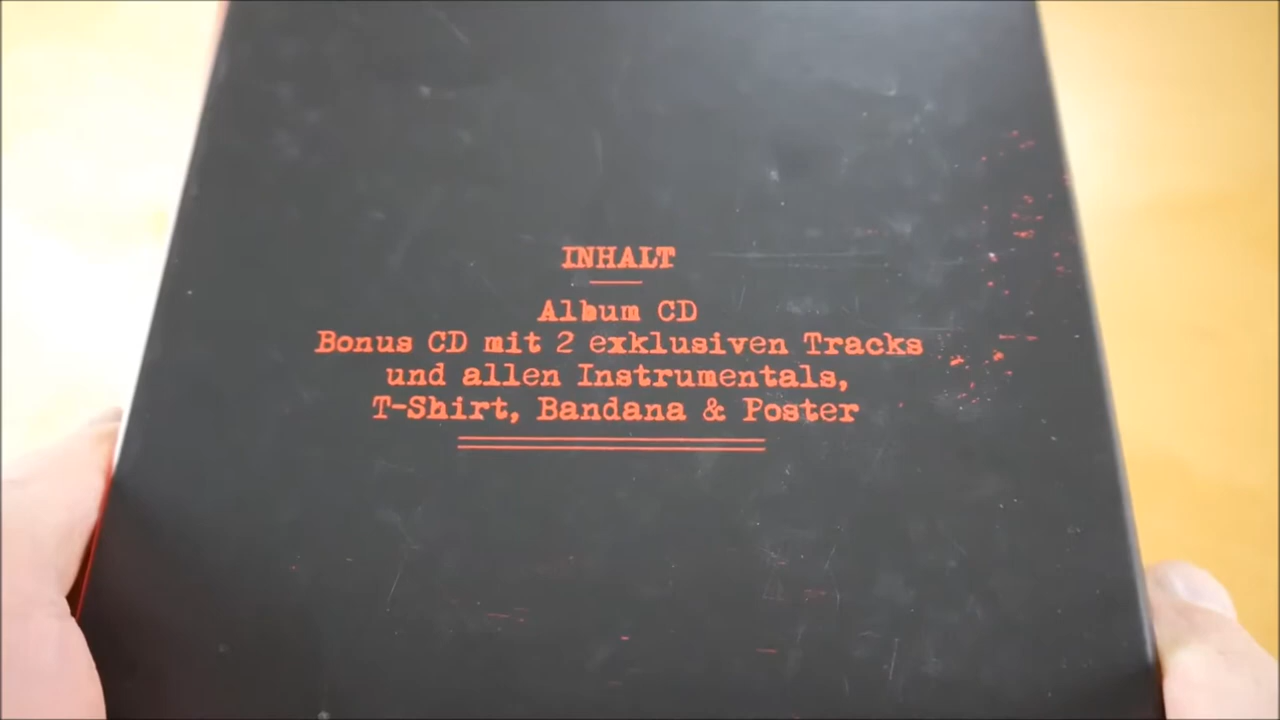 INHALT
Album CD
Bonus CD mit 2 exklusiven Tracks
und allen Instrumentals,
T-Shirt, Bandana & Poster